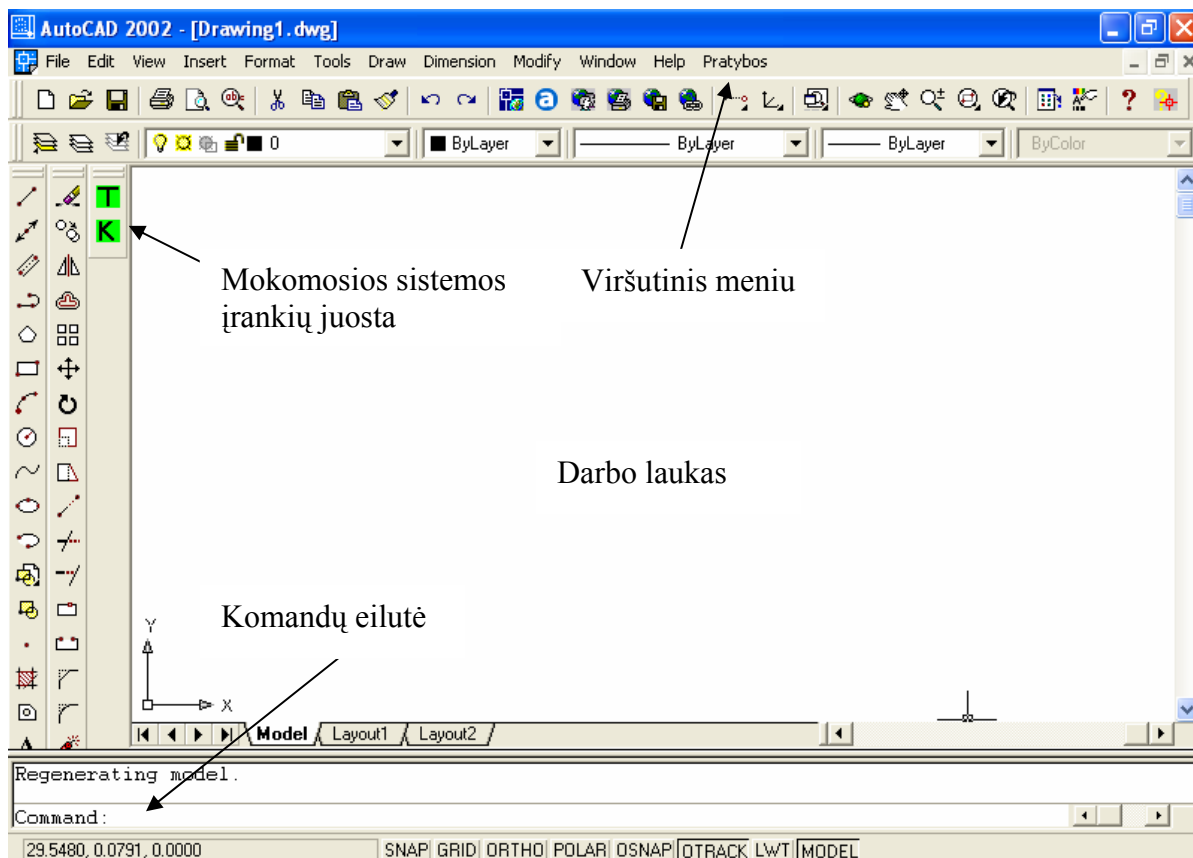 AutoCAD 2002 - [Drawing1.dwg]
File Edit View Insert Format Tools Draw Dimension Modify Window Help Pratybos
0 ByLayer ByLayer ByLayer ByColor
T
K
Mokomosios sistemos
įrankių juosta
Viršutinis meniu
Darbo laukas
Komandų eilutė
Y
X
Model Layout1 Layout2
Regenerating model.
Command:
29.5480, 0.0791, 0.0000 SNAP GRID ORTHO POLAR OSNAP OTRACK LWT MODEL